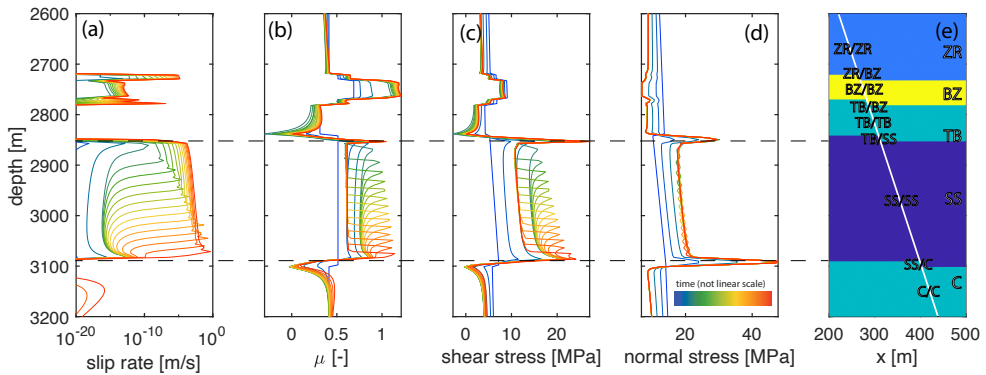 (a)
(b)
(c)
(d)
(e)
2600
2700
2800
2900
3000
3100
3200
depth [m]
10^-20
10^-10
10^0
slip rate [m/s]
0
0.5
1
μ [-]
0
10
20
shear stress [MPa]
20
40
normal stress [MPa]
time (not linear scale)
ZR/ZR
ZR
ZR/BZ
BZ/BZ
BZ
TB/BZ
TB/TB
TB/SS
TB
SS/SS
SS
SS/C
C
C/C
200
300
400
500
x [m]